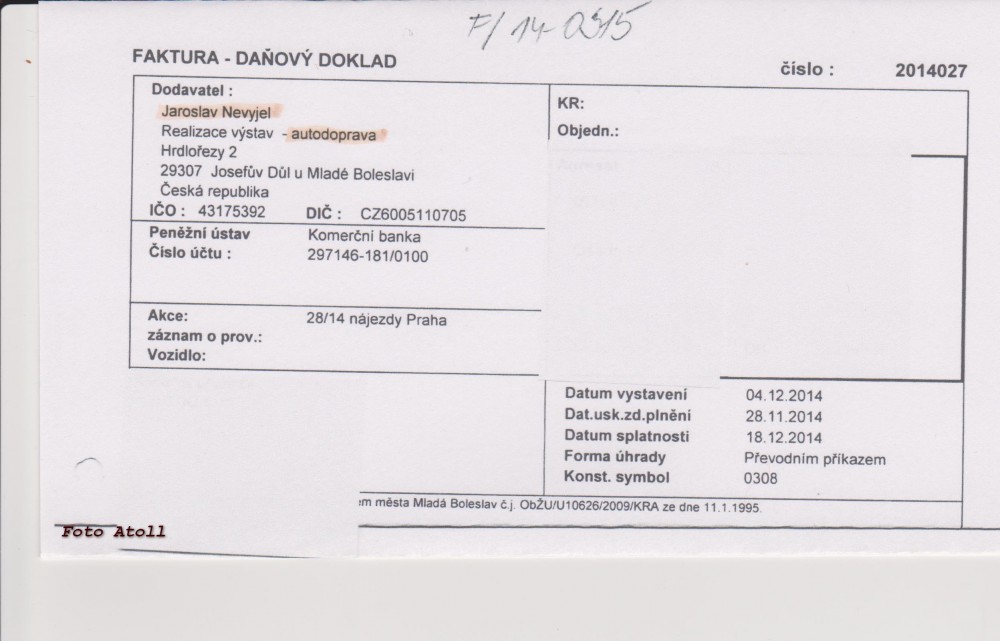 F/ 14-0315
FAKTURA - DAŇOVÝ DOKLAD
číslo : 2014027
Dodavatel :
Jaroslav Nevyjel
Realizace výstav - autodoprava
Hrdlořezy 2
29307 Josefův Důl u Mladé Boleslavi
Česká republika
IČO : 43175392 DIČ : CZ6005110705
KR:
Objedn.:
Peněžní ústav Komerční banka
Číslo účtu : 297146-181/0100
Akce: 28/14 nájezdy Praha
záznam o prov.:
Vozidlo:
Datum vystavení 04.12.2014
Dat.usk.zd.plnění 28.11.2014
Datum splatnosti 18.12.2014
Forma úhrady Převodním příkazem
Konst. symbol 0308
em města Mladá Boleslav č.j. ObŽU/U10626/2009/KRA ze dne 11.1.1995.
Foto Atoll